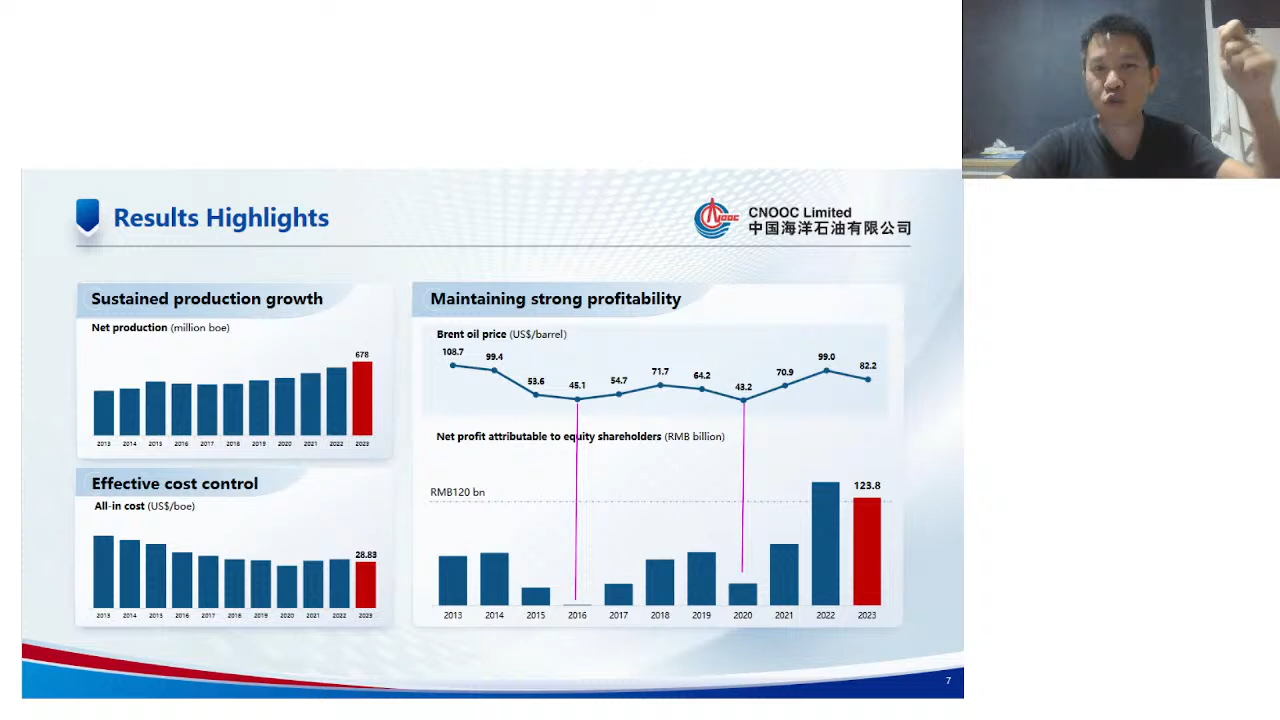 Results Highlights
CNOOC
CNOOC Limited
中国海洋石油有限公司
Sustained production growth
Net production (million boe)
678
2013 2014 2015 2016 2017 2018 2019 2020 2021 2022 2023
Effective cost control
All-in cost (US$/boe)
28.83
2013 2014 2015 2016 2017 2018 2019 2020 2021 2022 2023
Maintaining strong profitability
Brent oil price (US$/barrel)
108.7 99.4 53.6 45.1 54.7 71.7 64.2 43.2 70.9 99.0 82.2
Net profit attributable to equity shareholders (RMB billion)
RMB120 bn
123.8
2013 2014 2015 2016 2017 2018 2019 2020 2021 2022 2023
7